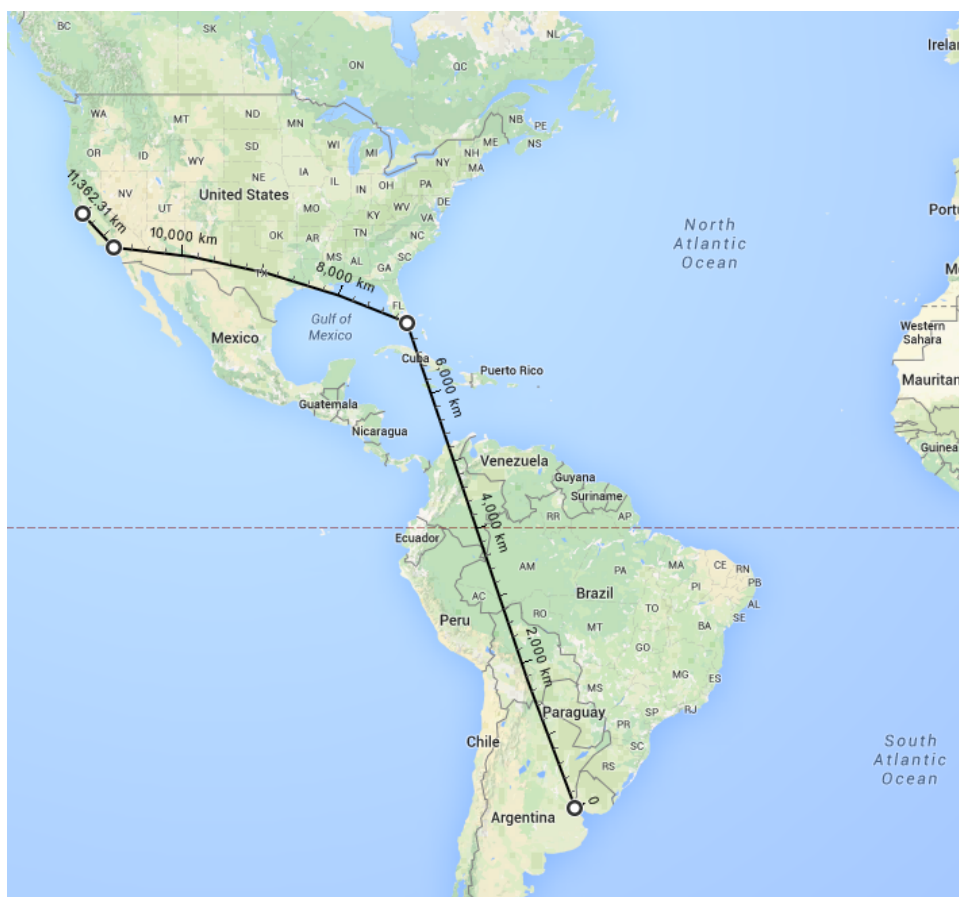 BC
SK
NL
ON
QC
Irelan
WA
MT
ND
MN
NB
PE
NS
OR
ID
WY
SD
WI
MI
NY
NH
ME
MA
NE
IA
IL
IN
OH
PA
DE
NV
UT
United States
MO
KY
WV
VA
11,362.31 km
10,000 km
OK
AR
TN
NC
MS
AL
GA
SC
TX
8,000 km
FL
North
Atlantic
Ocean
Portu
M
Gulf of
Mexico
Mexico
Western
Sahara
Cuba
6,000 km
Puerto Rico
Mauritan
Guatemala
Nicaragua
Guinea
Venezuela
Guyana
Suriname
4,000 km
RR
AP
Ecuador
AM
PA
MA
CE
RN
PB
PI
AL
SE
AC
Brazil
TO
RO
Peru
MT
BA
2,000 km
GO
MG
ES
MS
Paraguay
SP
RJ
PR
Chile
SC
RS
South
Atlantic
Ocean
0
Argentina